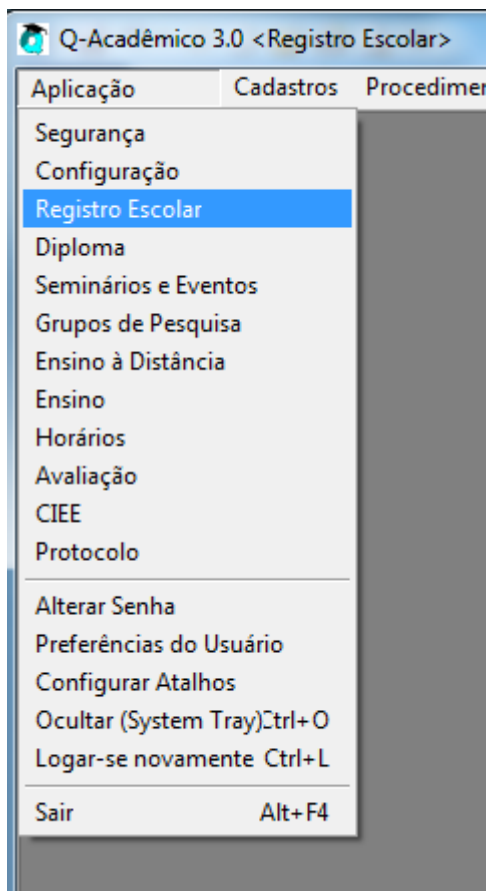 Q-Acadêmico 3.0 <Registro Escolar>
Aplicação Cadastros Procedimer
Segurança
Configuração
Registro Escolar
Diploma
Seminários e Eventos
Grupos de Pesquisa
Ensino à Distância
Ensino
Horários
Avaliação
CIEE
Protocolo
Alterar Senha
Preferências do Usuário
Configurar Atalhos
Ocultar (System Tray) Ctrl+O
Logar-se novamente Ctrl+L
Sair Alt+F4